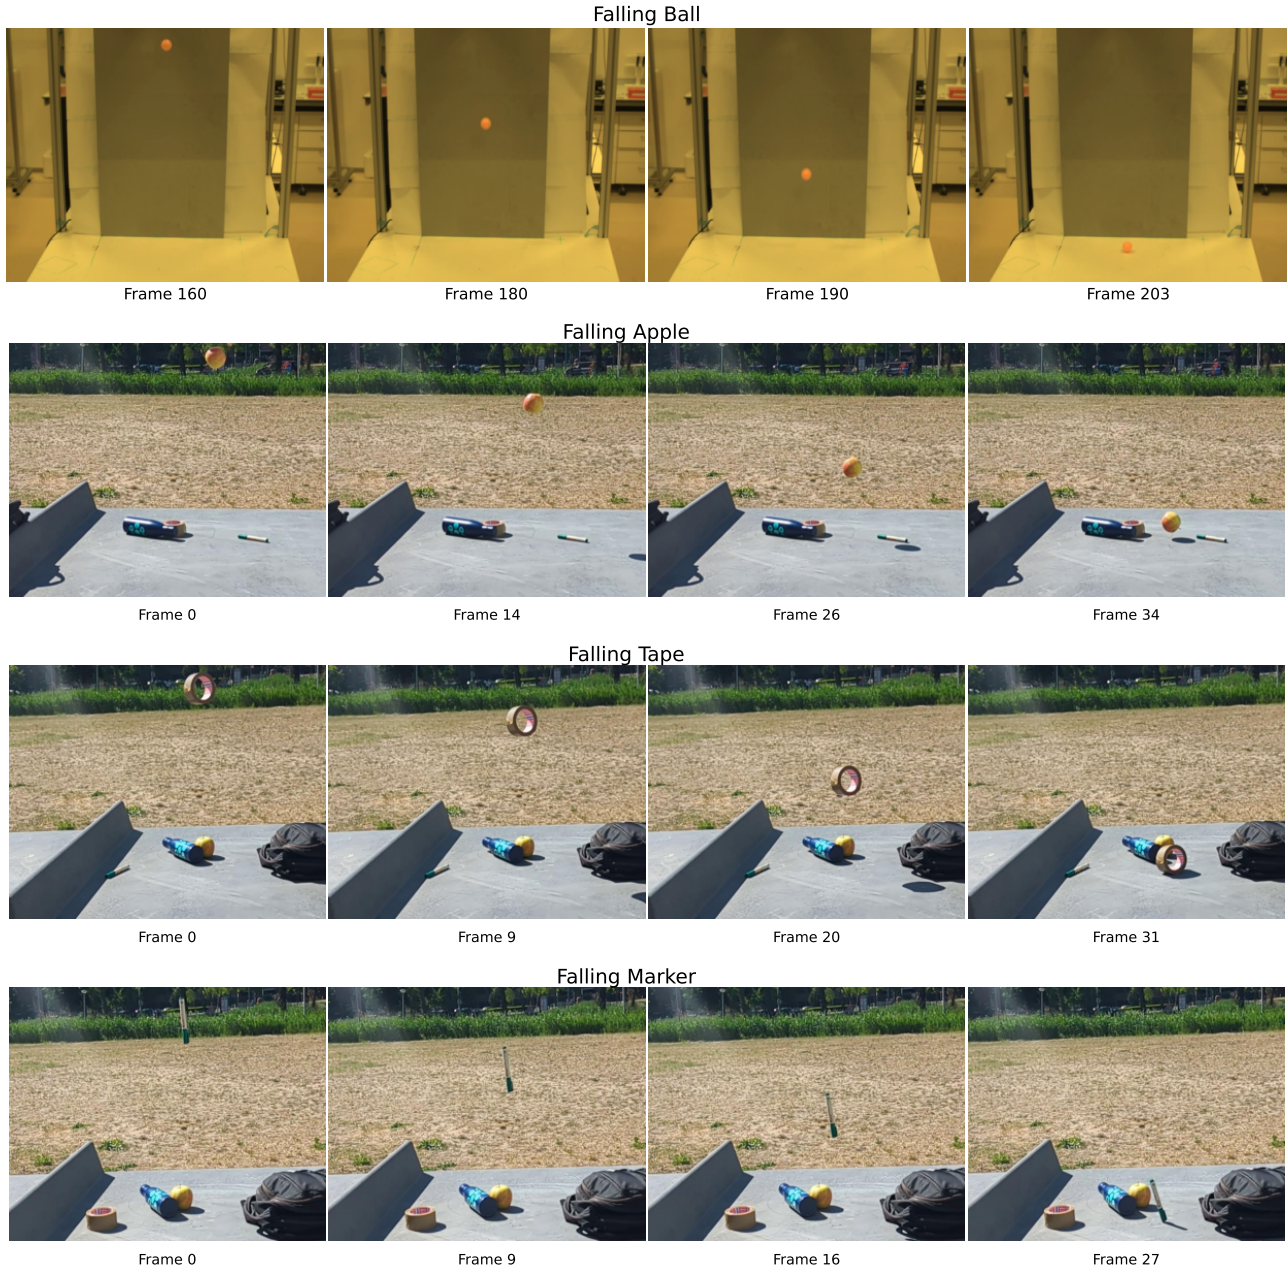 Falling Ball
Frame 160 Frame 180 Frame 190 Frame 203
Falling Apple
Frame 0 Frame 14 Frame 26 Frame 34
Falling Tape
Frame 0 Frame 9 Frame 20 Frame 31
Falling Marker
Frame 0 Frame 9 Frame 16 Frame 27